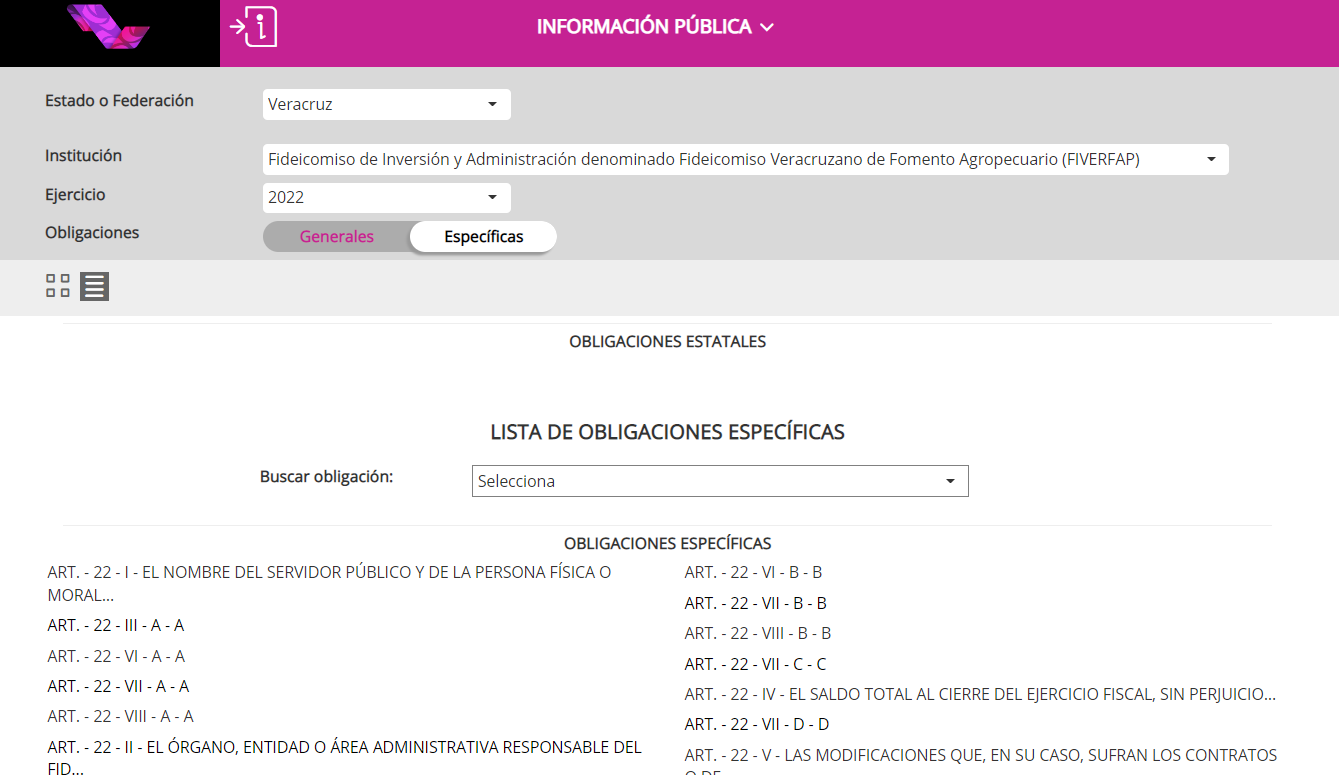 INFORMACIÓN PÚBLICA
Estado o Federación
Veracruz
Institución
Fideicomiso de Inversión y Administración denominado Fideicomiso Veracruzano de Fomento Agropecuario (FIVERFAP)
Ejercicio
2022
Obligaciones
Generales
Específicas
OBLIGACIONES ESTATALES
LISTA DE OBLIGACIONES ESPECÍFICAS
Buscar obligación:
Selecciona
OBLIGACIONES ESPECÍFICAS
ART. - 22 - I - EL NOMBRE DEL SERVIDOR PÚBLICO Y DE LA PERSONA FÍSICA O
MORAL...
ART. - 22 - III - A - A
ART. - 22 - VI - A - A
ART. - 22 - VII - A - A
ART. - 22 - VIII - A - A
ART. - 22 - II - EL ÓRGANO, ENTIDAD O ÁREA ADMINISTRATIVA RESPONSABLE DEL
FID...
ART. - 22 - VI - B - B
ART. - 22 - VII - B - B
ART. - 22 - VIII - B - B
ART. - 22 - VII - C - C
ART. - 22 - IV - EL SALDO TOTAL AL CIERRE DEL EJERCICIO FISCAL, SIN PERJUICIO...
ART. - 22 - VII - D - D
ART. - 22 - V - LAS MODIFICACIONES QUE, EN SU CASO, SUFRAN LOS CONTRATOS
O DE...